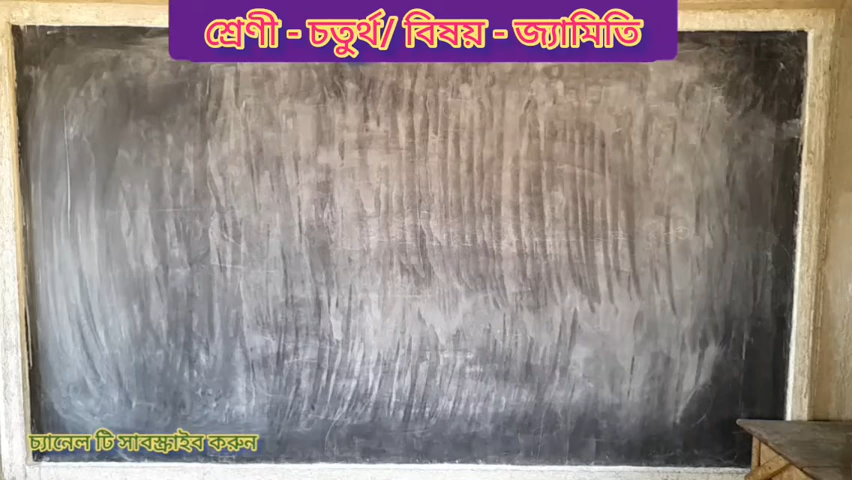 শ্রেণী - চতুর্থ/ বিষয় - জ্যামিতি
চ্যানেল টি সাবস্ক্রাইব করুন